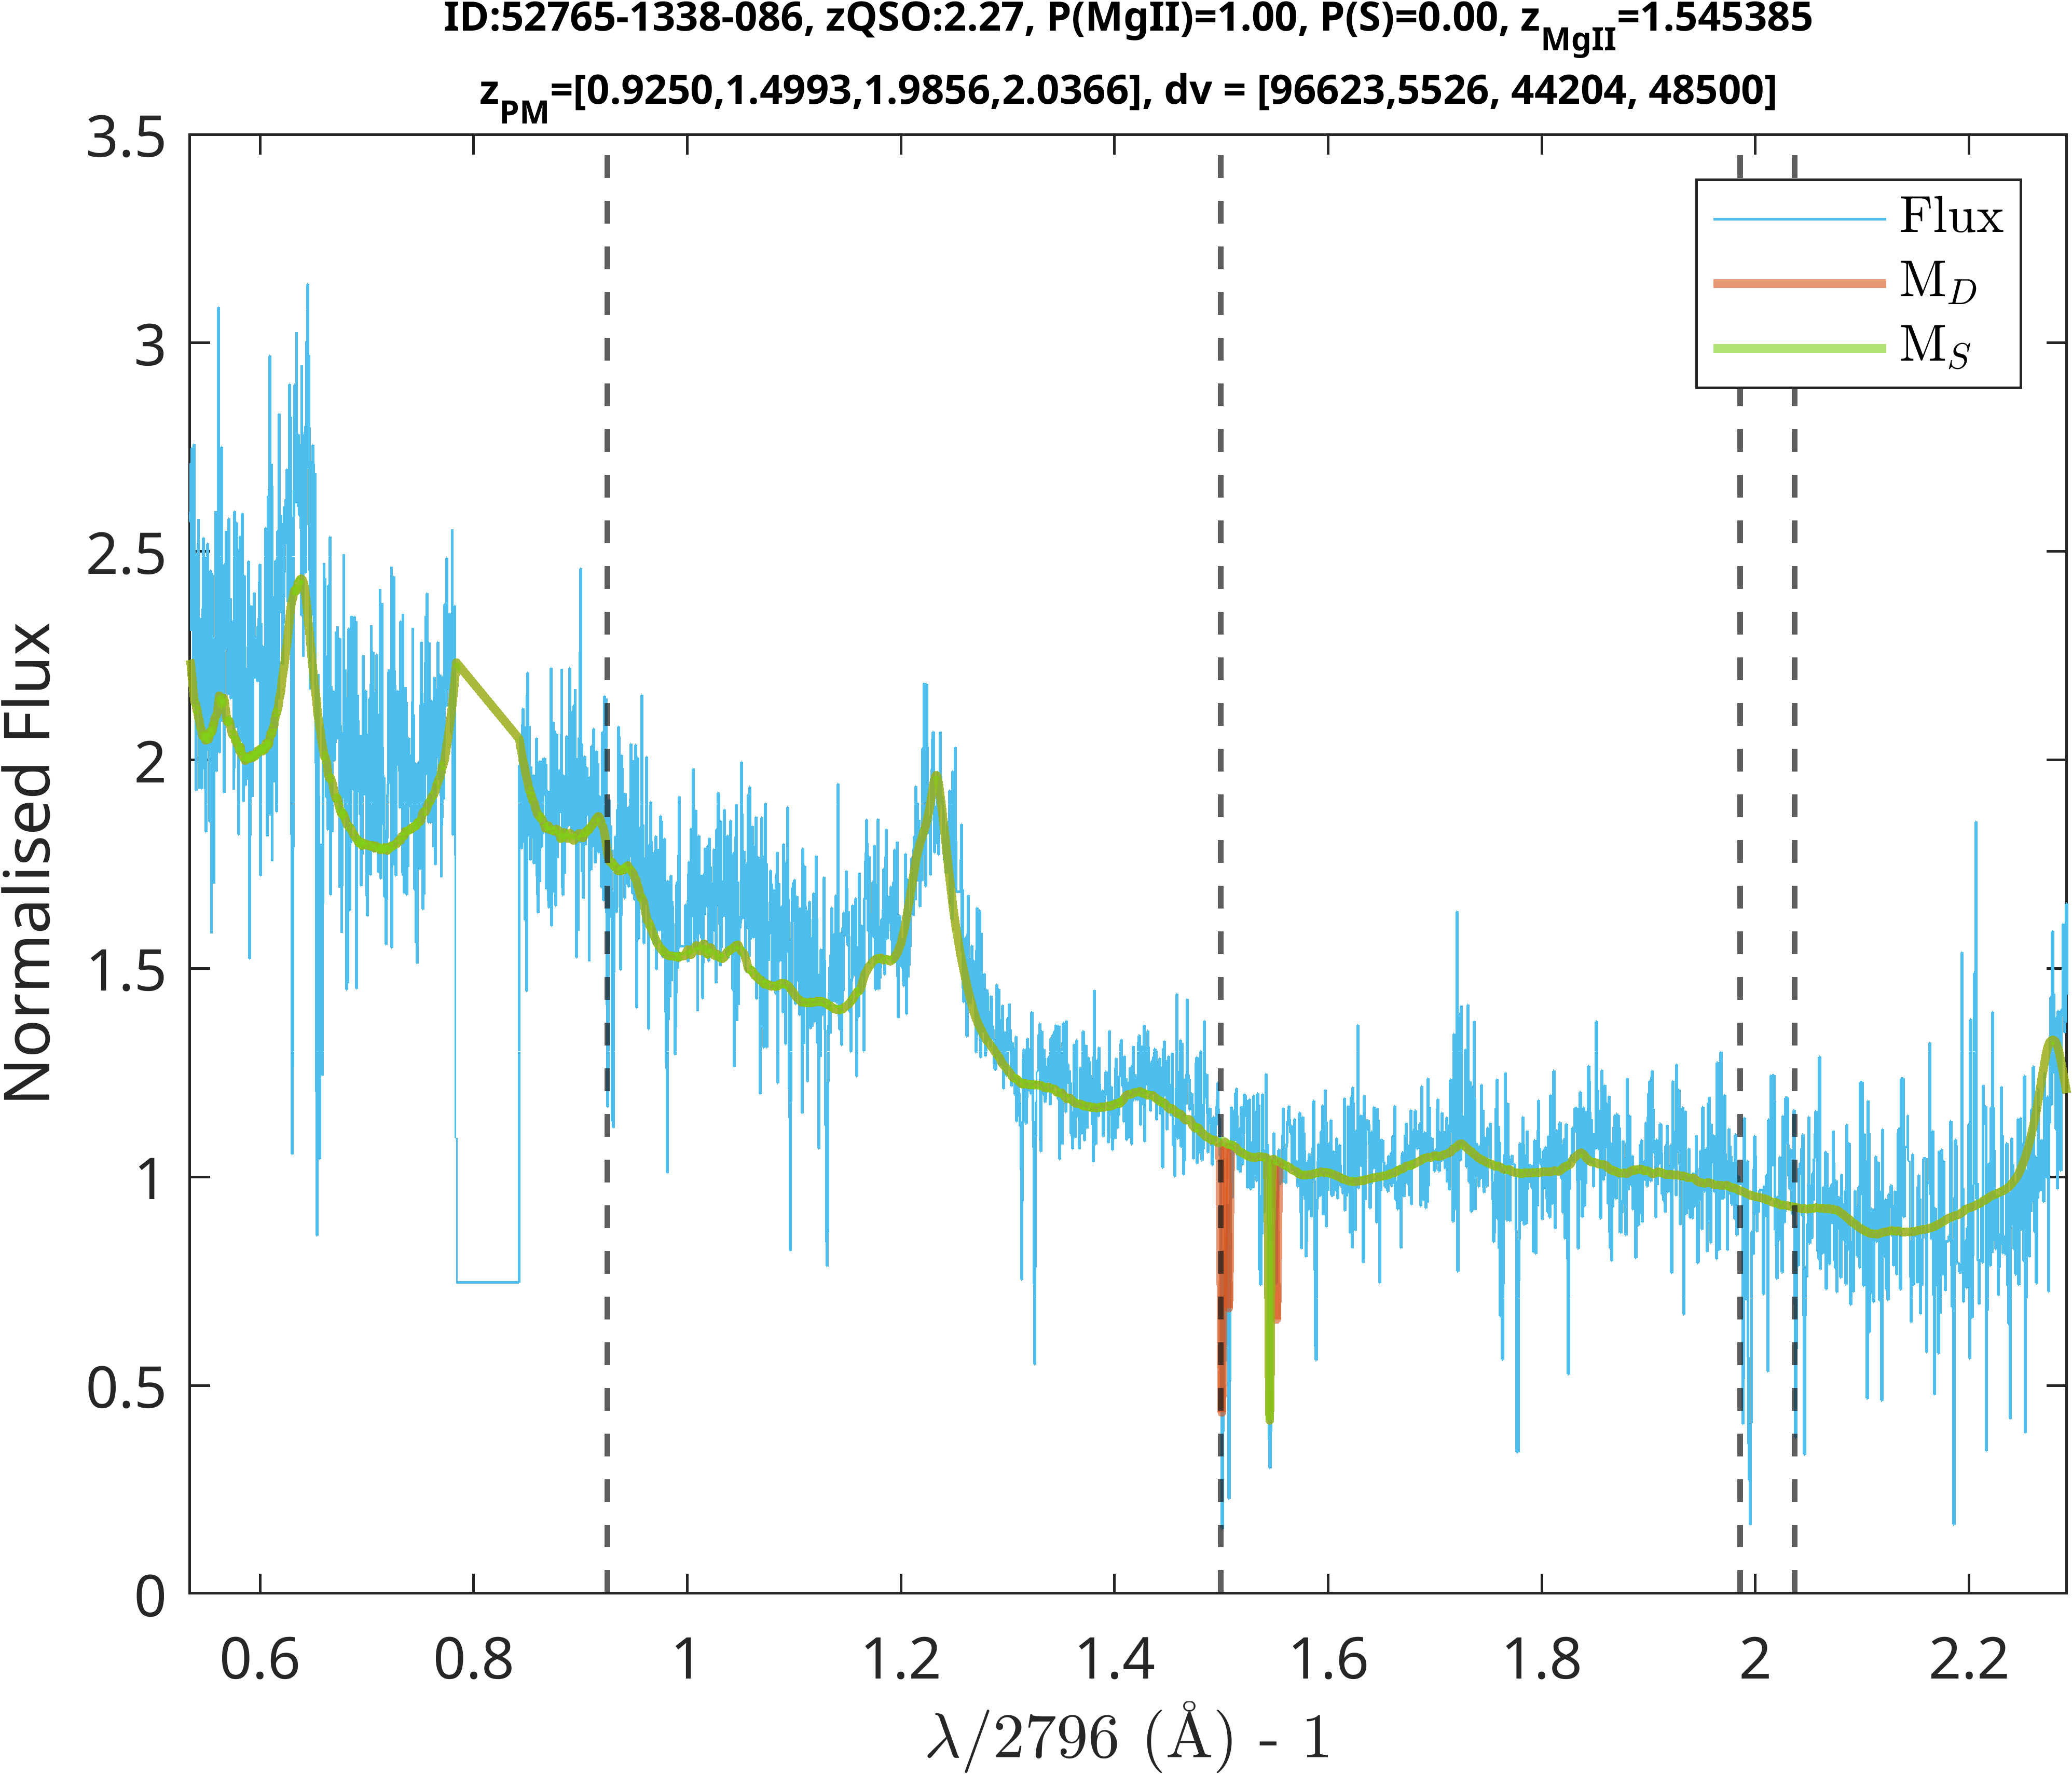 ID:52765-1338-086, zQSO:2.27, P(MgII)=1.00, P(S)=0.00, zMgII=1.545385
zPM=[0.9250,1.4993,1.9856,2.0366], dv = [96623,5526, 44204, 48500]
3.5
3
2.5
2
1.5
1
0.5
0
Normalised Flux
Flux
MD
MS
0.6 0.8 1 1.2 1.4 1.6 1.8 2 2.2
λ/2796 (Å) - 1